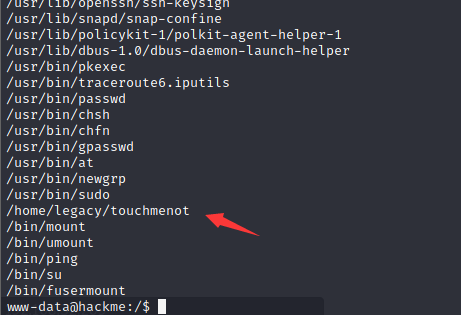 /usr/lib/openssh/ssh-keysign
/usr/lib/snapd/snap-confine
/usr/lib/policykit-1/polkit-agent-helper-1
/usr/lib/dbus-1.0/dbus-daemon-launch-helper
/usr/bin/pkexec
/usr/bin/traceroute6.iputils
/usr/bin/passwd
/usr/bin/chsh
/usr/bin/chfn
/usr/bin/gpasswd
/usr/bin/at
/usr/bin/newgrp
/usr/bin/sudo
/home/legacy/touchmenot
/bin/mount
/bin/umount
/bin/ping
/bin/su
/bin/fusermount
www-data@hackme:/$